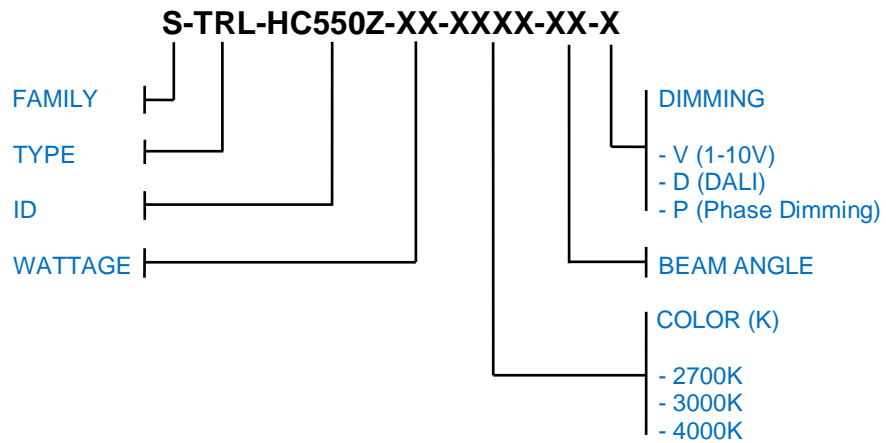 S-TRL-HC550Z-XX-XXXX-XX-X
FAMILY
TYPE
ID
WATTAGE
DIMMING
- V (1-10V)
- D (DALI)
- P (Phase Dimming)
BEAM ANGLE
COLOR (K)
- 2700K
- 3000K
- 4000K